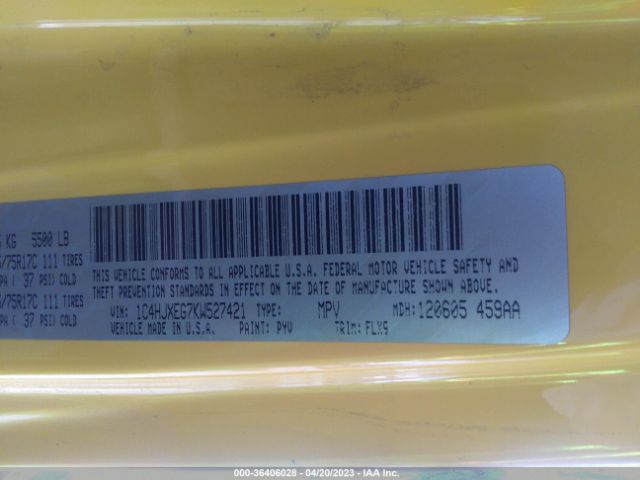 KG 5500 LB
/75R17C 111 TIRES
PA ( 37 PSI) COLD
/75R17C 111 TIRES
PA ( 37 PSI) COLD
THIS VEHICLE CONFORMS TO ALL APPLICABLE U.S.A. FEDERAL MOTOR VEHICLE SAFETY AND
THEFT PREVENTION STANDARDS IN EFFECT ON THE DATE OF MANUFACTURE SHOWN ABOVE.
VIN: 1C4HJXEG7KW527421 TYPE: MPV MDH: 120605 459AA
VEHICLE MADE IN U.S.A. PAINT: PYV TRIM: FLX9
000-36406028 - 04/20/2023 - IAA Inc.